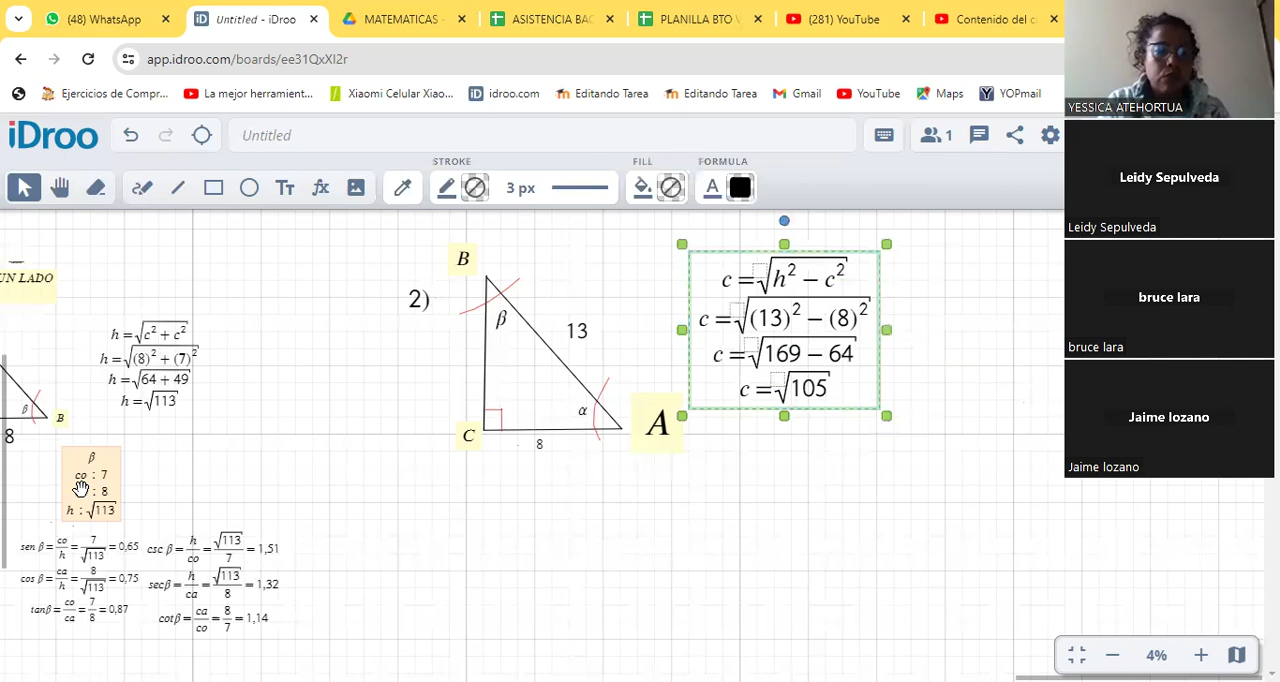 (48) WhatsApp
Untitled - iDroo
MATEMATICAS -
ASISTENCIA BAC
PLANILLA BTO
(281) YouTube
Contenido del c
app.idroo.com/boards/ee31QxXI2r
Ejercicios de Compr...
La mejor herramient...
Xiaomi Celular Xiao...
idroo.com
Editando Tarea
Editando Tarea
Gmail
YouTube
Maps
YOPmail
iDroo
Untitled
1
STROKE
FILL
FORMULA
3 px
UN LADO
h = √c² + c²
h = √(8)² + (7)²
h = √64 + 49
h = √113
β
B
8
β
co : 7
: 8
h : √113
sen β = co/h = 7/√113 = 0,65
cos β = ca/h = 8/√113 = 0,75
tanβ = co/ca = 7/8 = 0,87
csc β = h/co = √113/7 = 1,51
secβ = h/ca = √113/8 = 1,32
cotβ = ca/co = 8/7 = 1,14
2)
B
β
13
α
C
8
A
c = √h² − c²
c = √(13)² − (8)²
c = √169 − 64
c = √105
YESSICA ATEHORTUA
Leidy Sepulveda
Leidy Sepulveda
bruce lara
bruce lara
Jaime lozano
Jaime lozano
4%